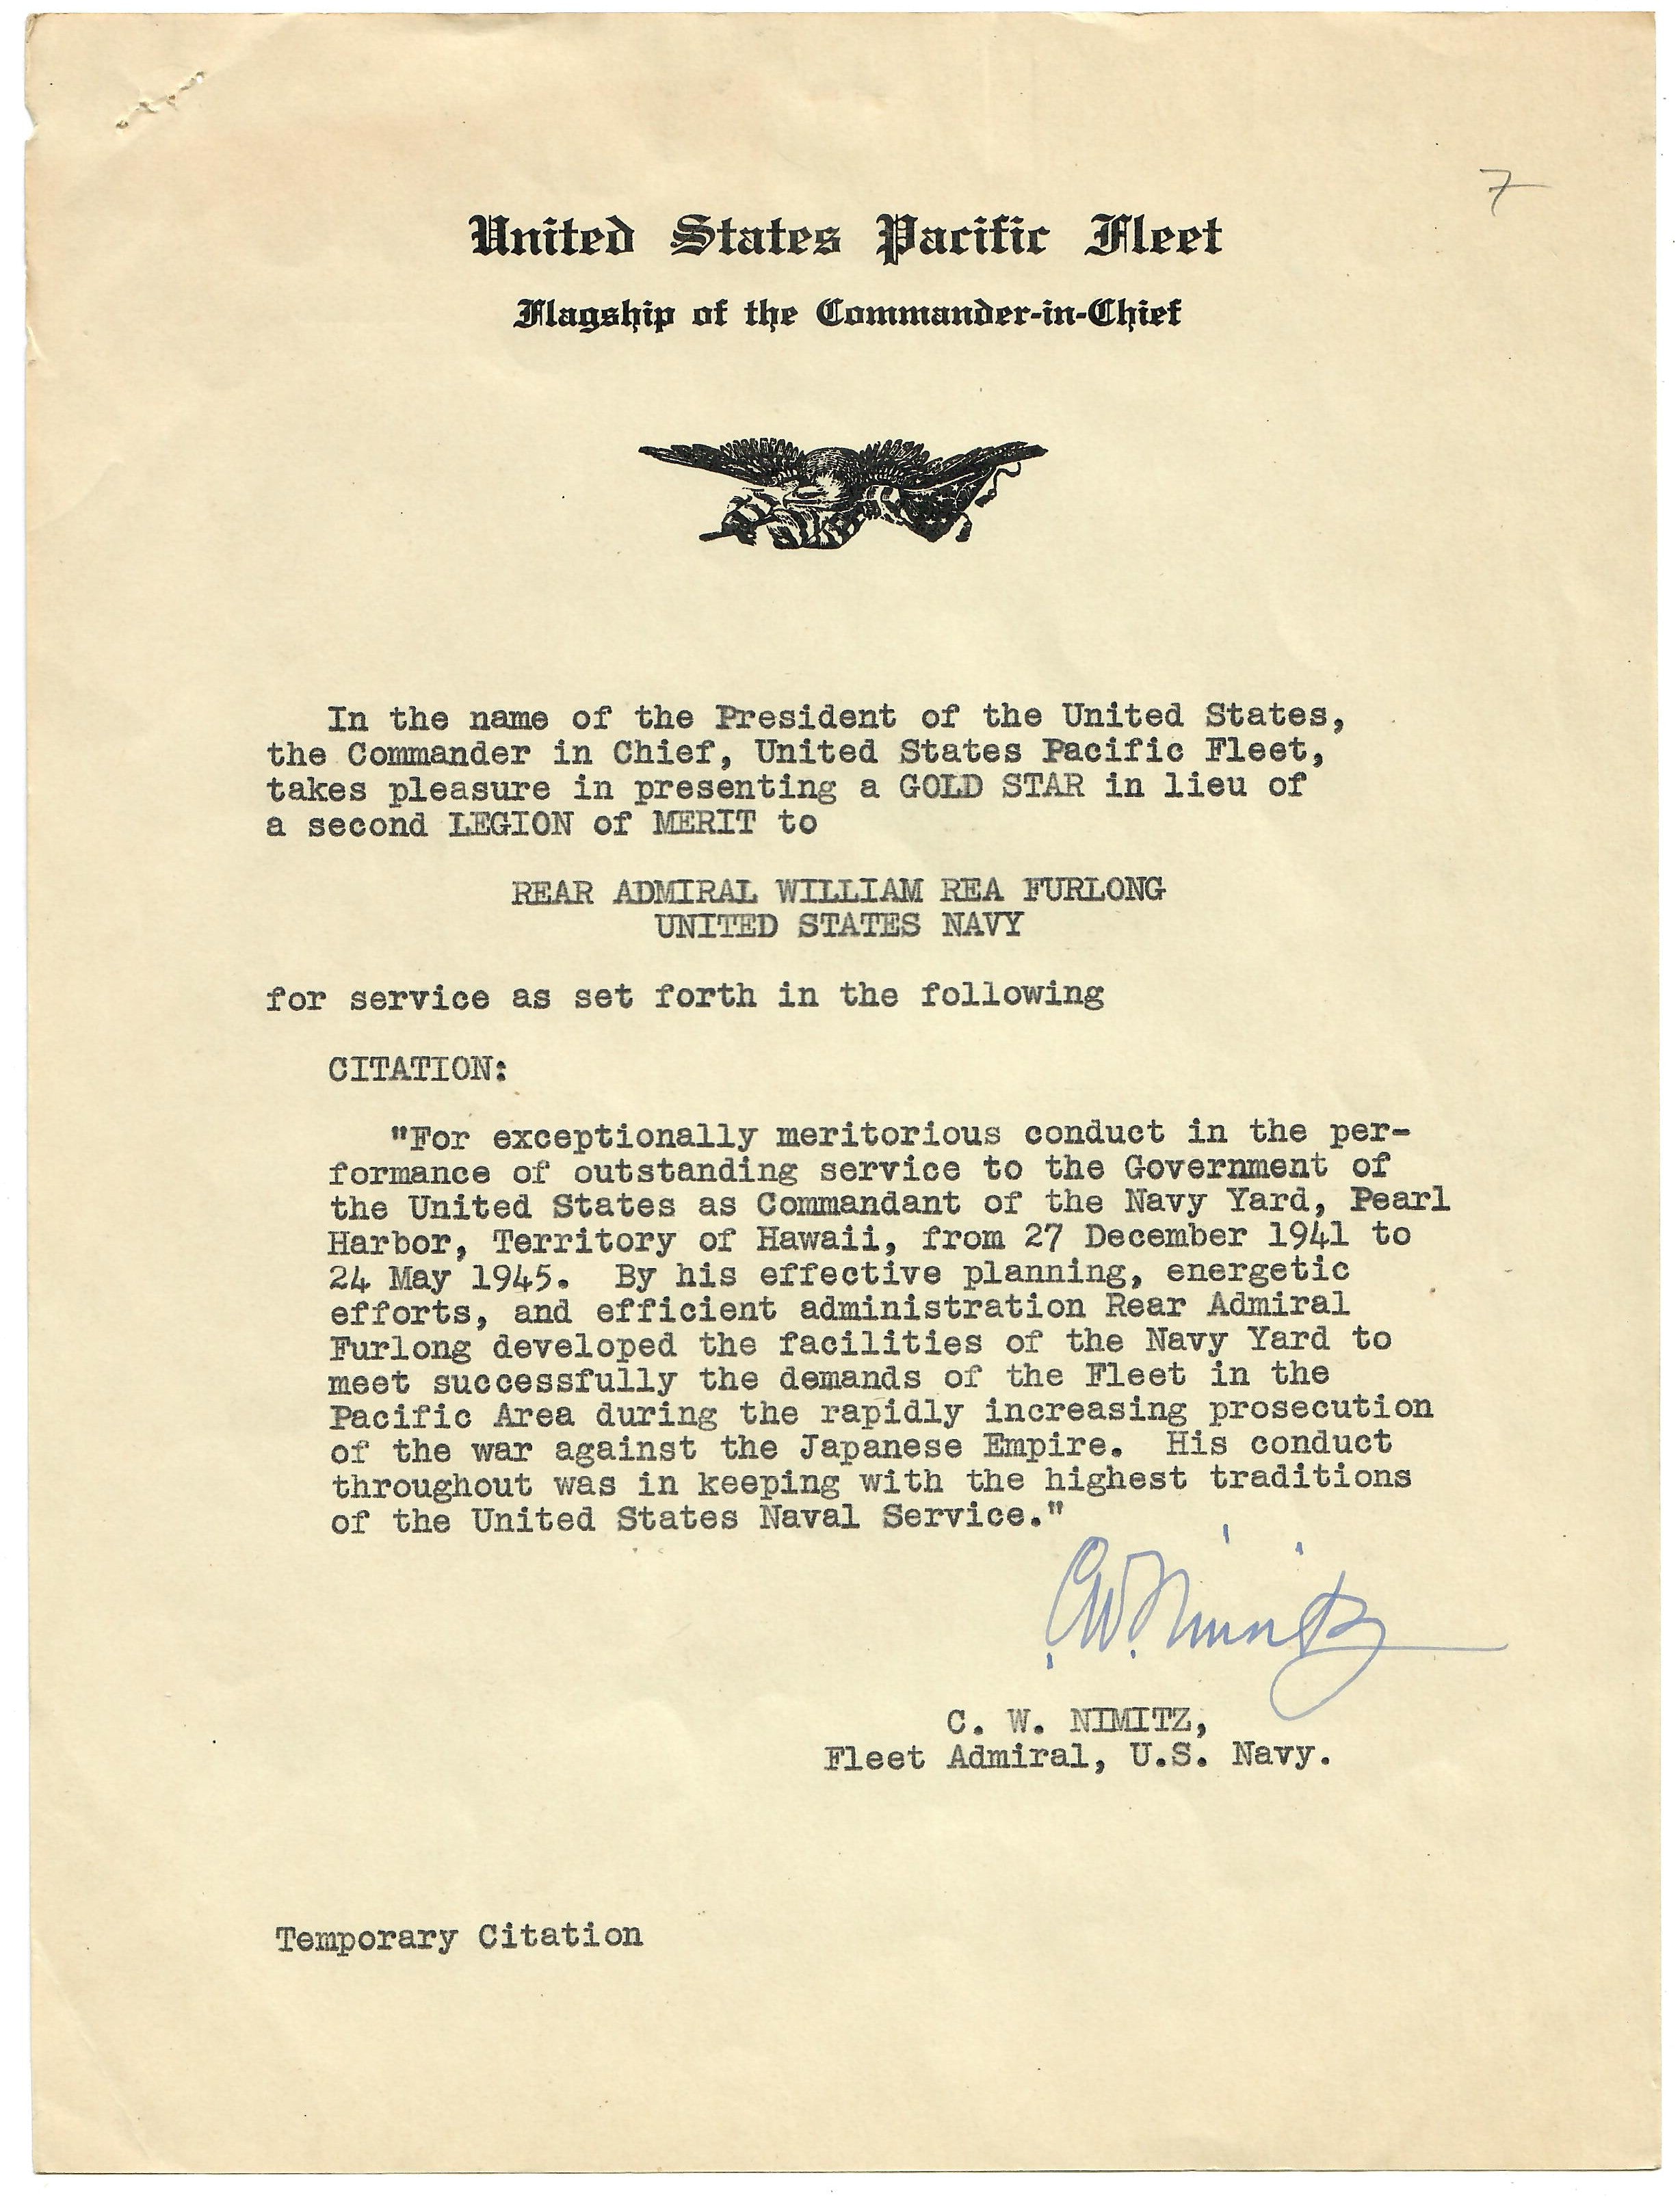 7
United States Pacific Fleet
Flagship of the Commander-in-Chief
In the name of the President of the United States,
the Commander in Chief, United States Pacific Fleet,
takes pleasure in presenting a GOLD STAR in lieu of
a second LEGION of MERIT to
REAR ADMIRAL WILLIAM REA FURLONG
UNITED STATES NAVY
for service as set forth in the following
CITATION:
"For exceptionally meritorious conduct in the per-
formance of outstanding service to the Government of
the United States as Commandant of the Navy Yard, Pearl
Harbor, Territory of Hawaii, from 27 December 1941 to
24 May 1945. By his effective planning, energetic
efforts, and efficient administration Rear Admiral
Furlong developed the facilities of the Navy Yard to
meet successfully the demands of the Fleet in the
Pacific Area during the rapidly increasing prosecution
of the war against the Japanese Empire. His conduct
throughout was in keeping with the highest traditions
of the United States Naval Service."
C.W. Nimitz
C. W. NIMITZ,
Fleet Admiral, U.S. Navy.
Temporary Citation